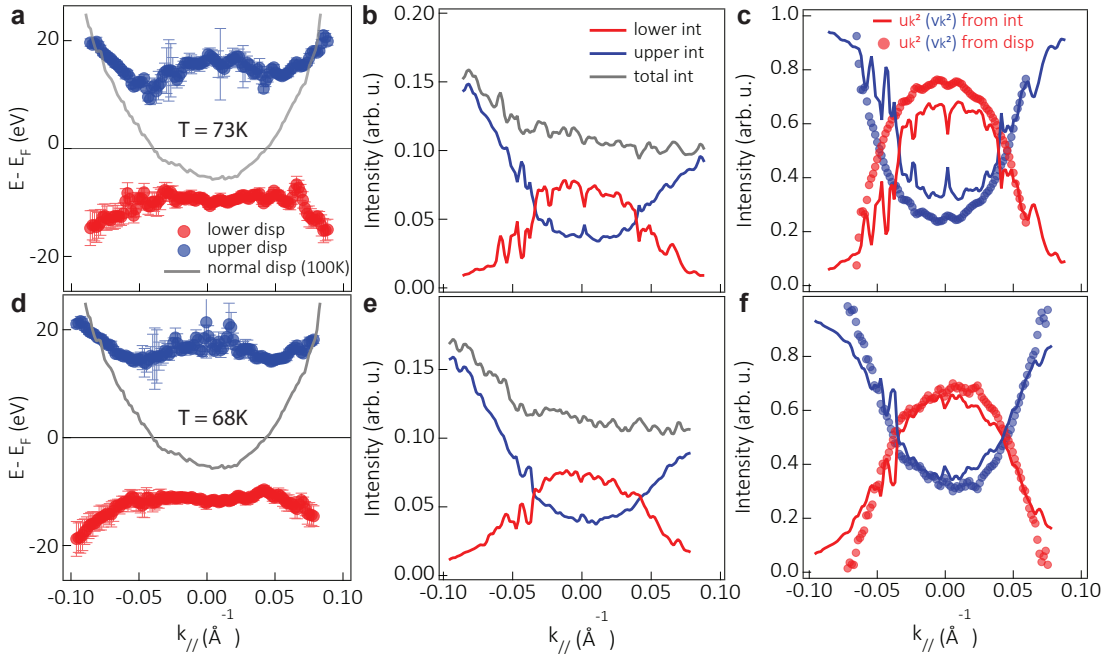 a
E- E_F (eV)
20
0
-20
T = 73K
lower disp
upper disp
normal disp (100K)
b
Intensity (arb. u.)
0.20
0.15
0.10
0.05
0.00
lower int
upper int
total int
c
Intensity (arb. u.)
1.0
0.8
0.6
0.4
0.2
0.0
uk² (vk²) from int
uk² (vk²) from disp
d
E- E_F (eV)
20
0
-20
T = 68K
-0.10 -0.05 0.00 0.05 0.10
k_// (Å⁻¹)
e
Intensity (arb. u.)
0.15
0.10
0.05
0.00
-0.10 -0.05 0.00 0.05 0.10
k_// (Å⁻¹)
f
Intensity (arb. u.)
0.8
0.6
0.4
0.2
0.0
-0.10 -0.05 0.00 0.05 0.10
k_// (Å⁻¹)